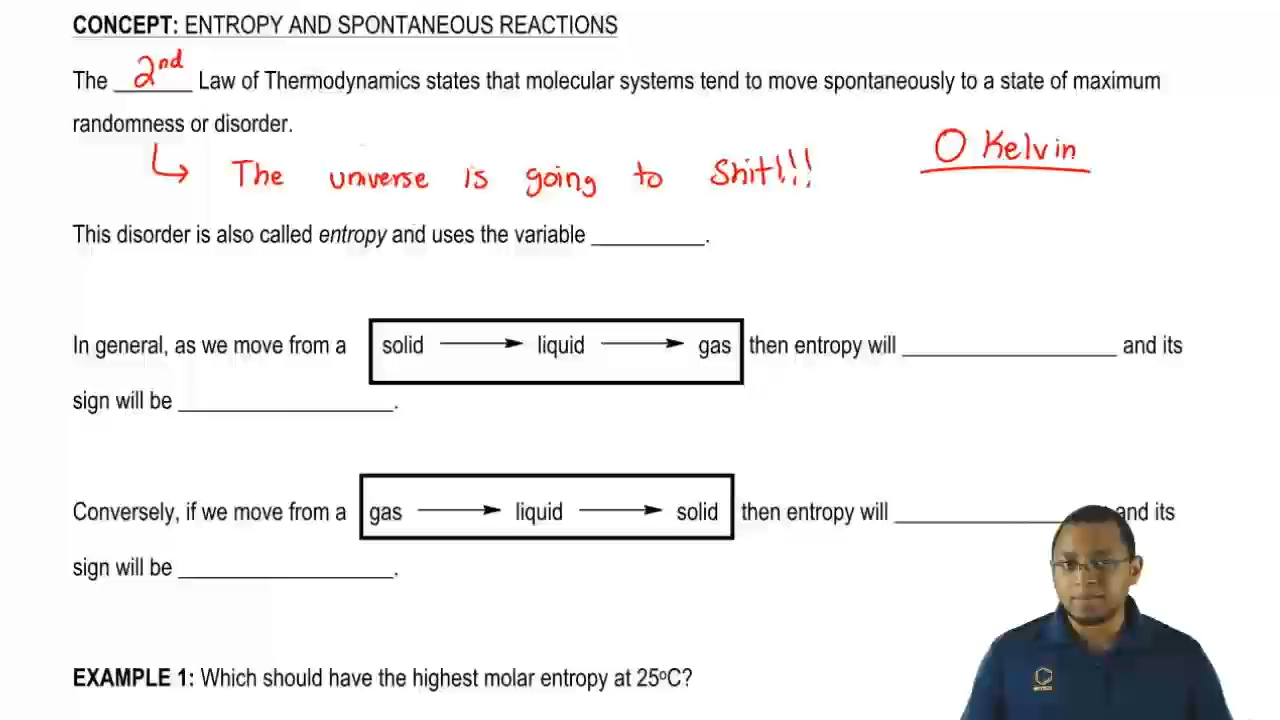 CONCEPT: ENTROPY AND SPONTANEOUS REACTIONS
The 2nd Law of Thermodynamics states that molecular systems tend to move spontaneously to a state of maximum
randomness or disorder.
O Kelvin
The universe is going to Shit!!!
This disorder is also called entropy and uses the variable __________.
In general, as we move from a solid → liquid → gas then entropy will ____________________ and its
sign will be ____________________.
Conversely, if we move from a gas → liquid → solid then entropy will ____________________ and its
sign will be ____________________.
EXAMPLE 1: Which should have the highest molar entropy at 25°C?